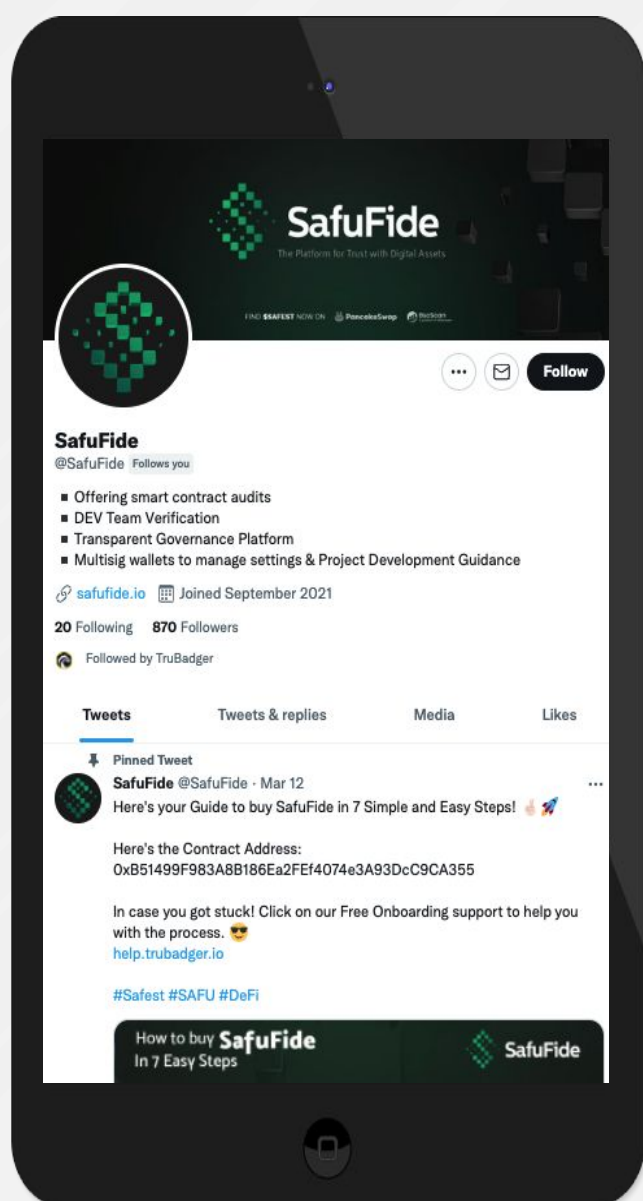 SafuFide
The Platform for Trust with Digital Assets
FIND $SAFEST NOW ON PancakeSwap BscScan
Follow
SafuFide
@SafuFide Follows you
▪ Offering smart contract audits
▪ DEV Team Verification
▪ Transparent Governance Platform
▪ Multisig wallets to manage settings & Project Development Guidance
safufide.io Joined September 2021
20 Following 870 Followers
Followed by TruBadger
Tweets Tweets & replies Media Likes
Pinned Tweet
SafuFide @SafuFide · Mar 12
Here's your Guide to buy SafuFide in 7 Simple and Easy Steps! 🤞🏻 🚀
Here's the Contract Address:
0xB51499F983A8B186Ea2FEf4074e3A93DcC9CA355
In case you got stuck! Click on our Free Onboarding support to help you
with the process. 😎
help.trubadger.io
#Safest #SAFU #DeFi
How to buy SafuFide
In 7 Easy Steps
SafuFide